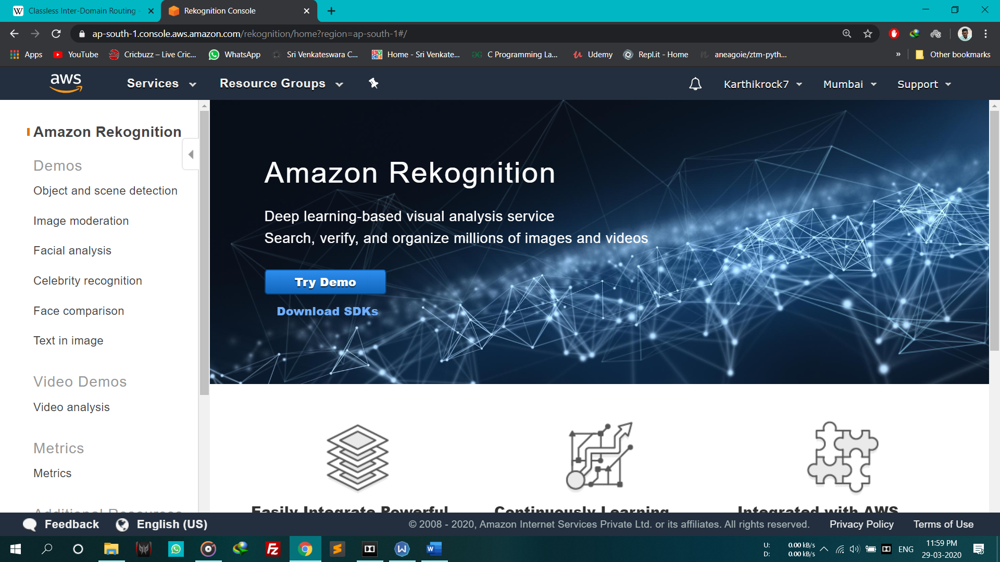 Classless Inter-Domain Routing -
Rekognition Console
ap-south-1.console.aws.amazon.com/rekognition/home?region=ap-south-1#/
Apps
YouTube
Cricbuzz – Live Cric...
WhatsApp
Sri Venkateswara C...
Home - Sri Venkate...
C Programming La...
Udemy
Repl.it - Home
aneagoie/ztm-pyth...
»
Other bookmarks
aws
Services
Resource Groups
Karthikrock7
Mumbai
Support
Amazon Rekognition
Demos
Object and scene detection
Image moderation
Facial analysis
Celebrity recognition
Face comparison
Text in image
Video Demos
Video analysis
Metrics
Metrics
Additional Resources
Amazon Rekognition
Deep learning-based visual analysis service
Search, verify, and organize millions of images and videos
Try Demo
Download SDKs
Easily Integrate Powerful
Continuously Learning
Integrated with AWS
Feedback
English (US)
© 2008 - 2020, Amazon Internet Services Private Ltd. or its affiliates. All rights reserved.
Privacy Policy
Terms of Use
U: 0.00 kB/s
D: 0.00 kB/s
ENG
11:59 PM
29-03-2020